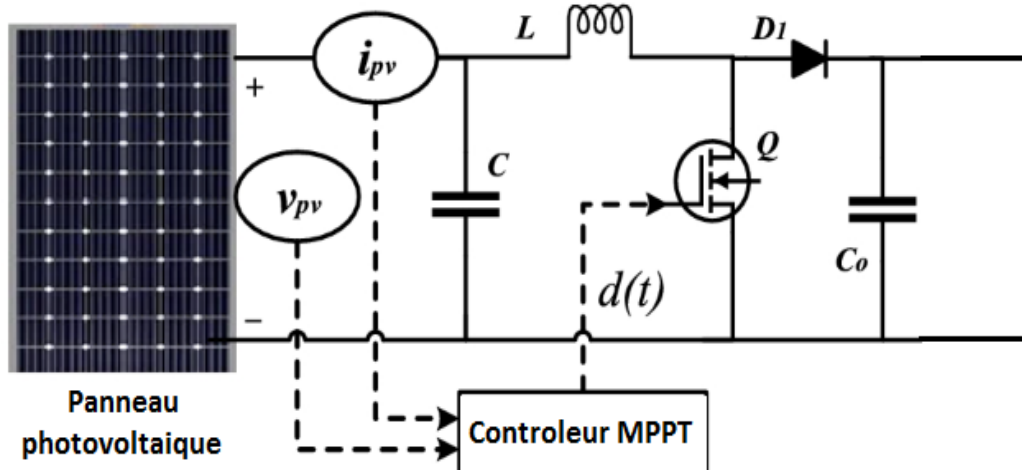 L
D1
ipv
+
C
Q
vpv
Co
d(t)
−
Panneau
photovoltaique
Controleur MPPT